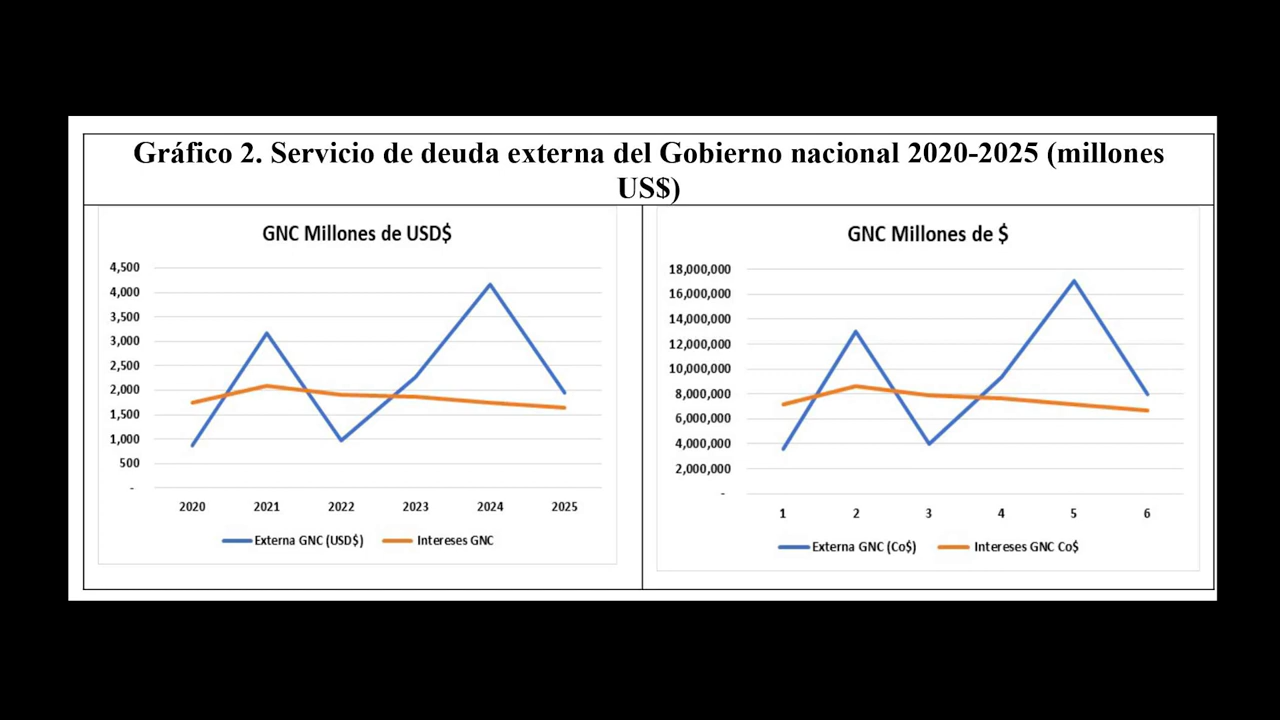 Gráfico 2. Servicio de deuda externa del Gobierno nacional 2020-2025 (millones
US$)
GNC Millones de USD$
4,500
4,000
3,500
3,000
2,500
2,000
1,500
1,000
500
-
2020 2021 2022 2023 2024 2025
Externa GNC (USD$) Intereses GNC
GNC Millones de $
18,000,000
16,000,000
14,000,000
12,000,000
10,000,000
8,000,000
6,000,000
4,000,000
2,000,000
-
1 2 3 4 5 6
Externa GNC (Co$) Intereses GNC Co$